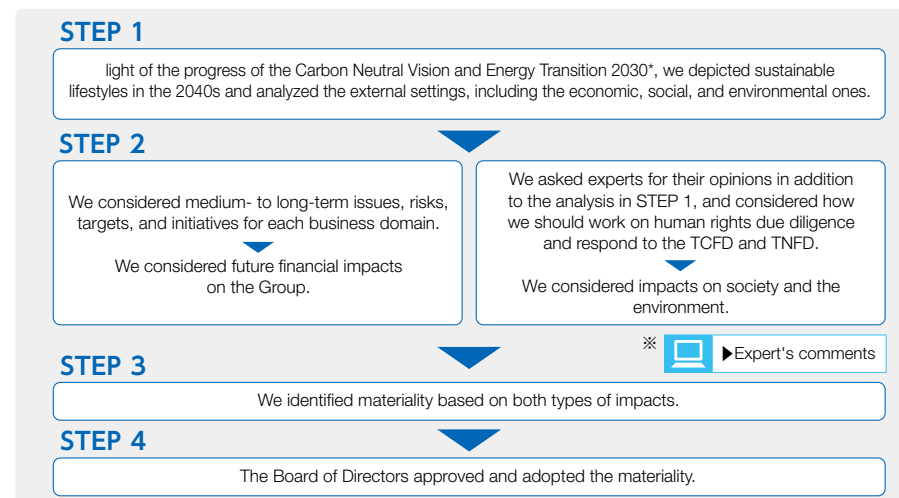 STEP 1
light of the progress of the Carbon Neutral Vision and Energy Transition 2030*, we depicted sustainable
lifestyles in the 2040s and analyzed the external settings, including the economic, social, and environmental ones.
STEP 2
We considered medium- to long-term issues, risks,
targets, and initiatives for each business domain.
We considered future financial impacts
on the Group.
We asked experts for their opinions in addition
to the analysis in STEP 1, and considered how
we should work on human rights due diligence
and respond to the TCFD and TNFD.
We considered impacts on society and the
environment.
※ ▶Expert's comments
STEP 3
We identified materiality based on both types of impacts.
STEP 4
The Board of Directors approved and adopted the materiality.